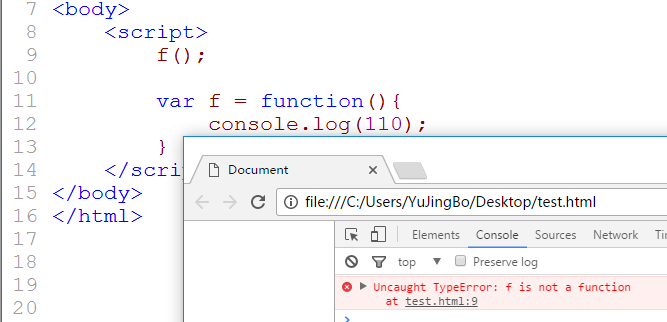 7 <body>
8 <script>
9 f();
10
11 var f = function(){
12 console.log(110);
13 }
14 </scrip
15 </body>
16 </html>
17
18
19
20
Document
file:///C:/Users/YuJingBo/Desktop/test.html
Elements Console Sources Network Tim
top Preserve log
Uncaught TypeError: f is not a function
at test.html:9